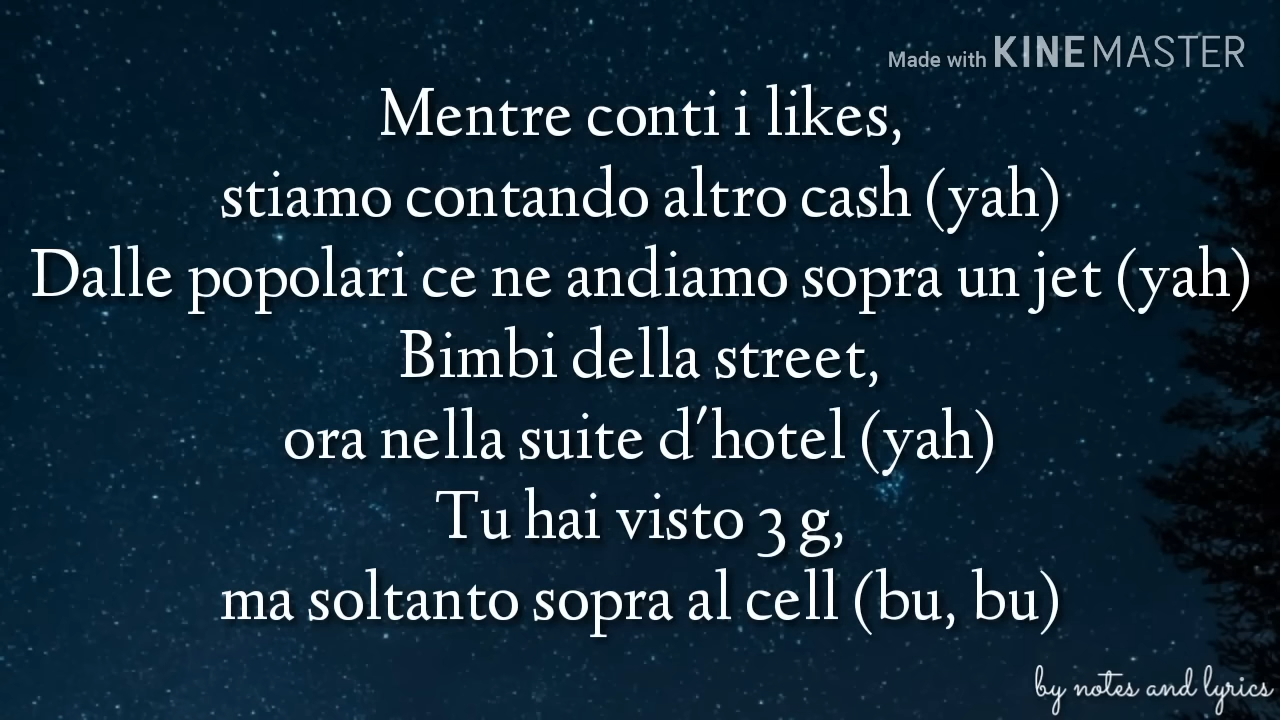 Made with KINEMASTER
Mentre conti i likes,
stiamo contando altro cash (yah)
Dalle popolari ce ne andiamo sopra un jet (yah)
Bimbi della street,
ora nella suite d'hotel (yah)
Tu hai visto 3 g,
ma soltanto sopra al cell (bu, bu)
by notes and lyrics